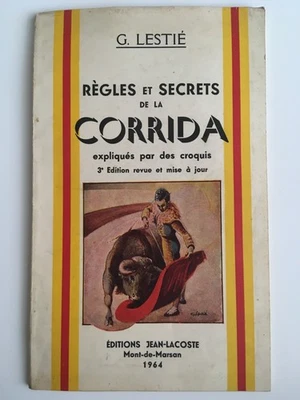 G. LESTIÉ
RÈGLES ET SECRETS
DE LA
CORRIDA
expliqués par des croquis
3e Edition revue et mise à jour
ÉDITIONS JEAN-LACOSTE
Mont-de-Marsan
1964